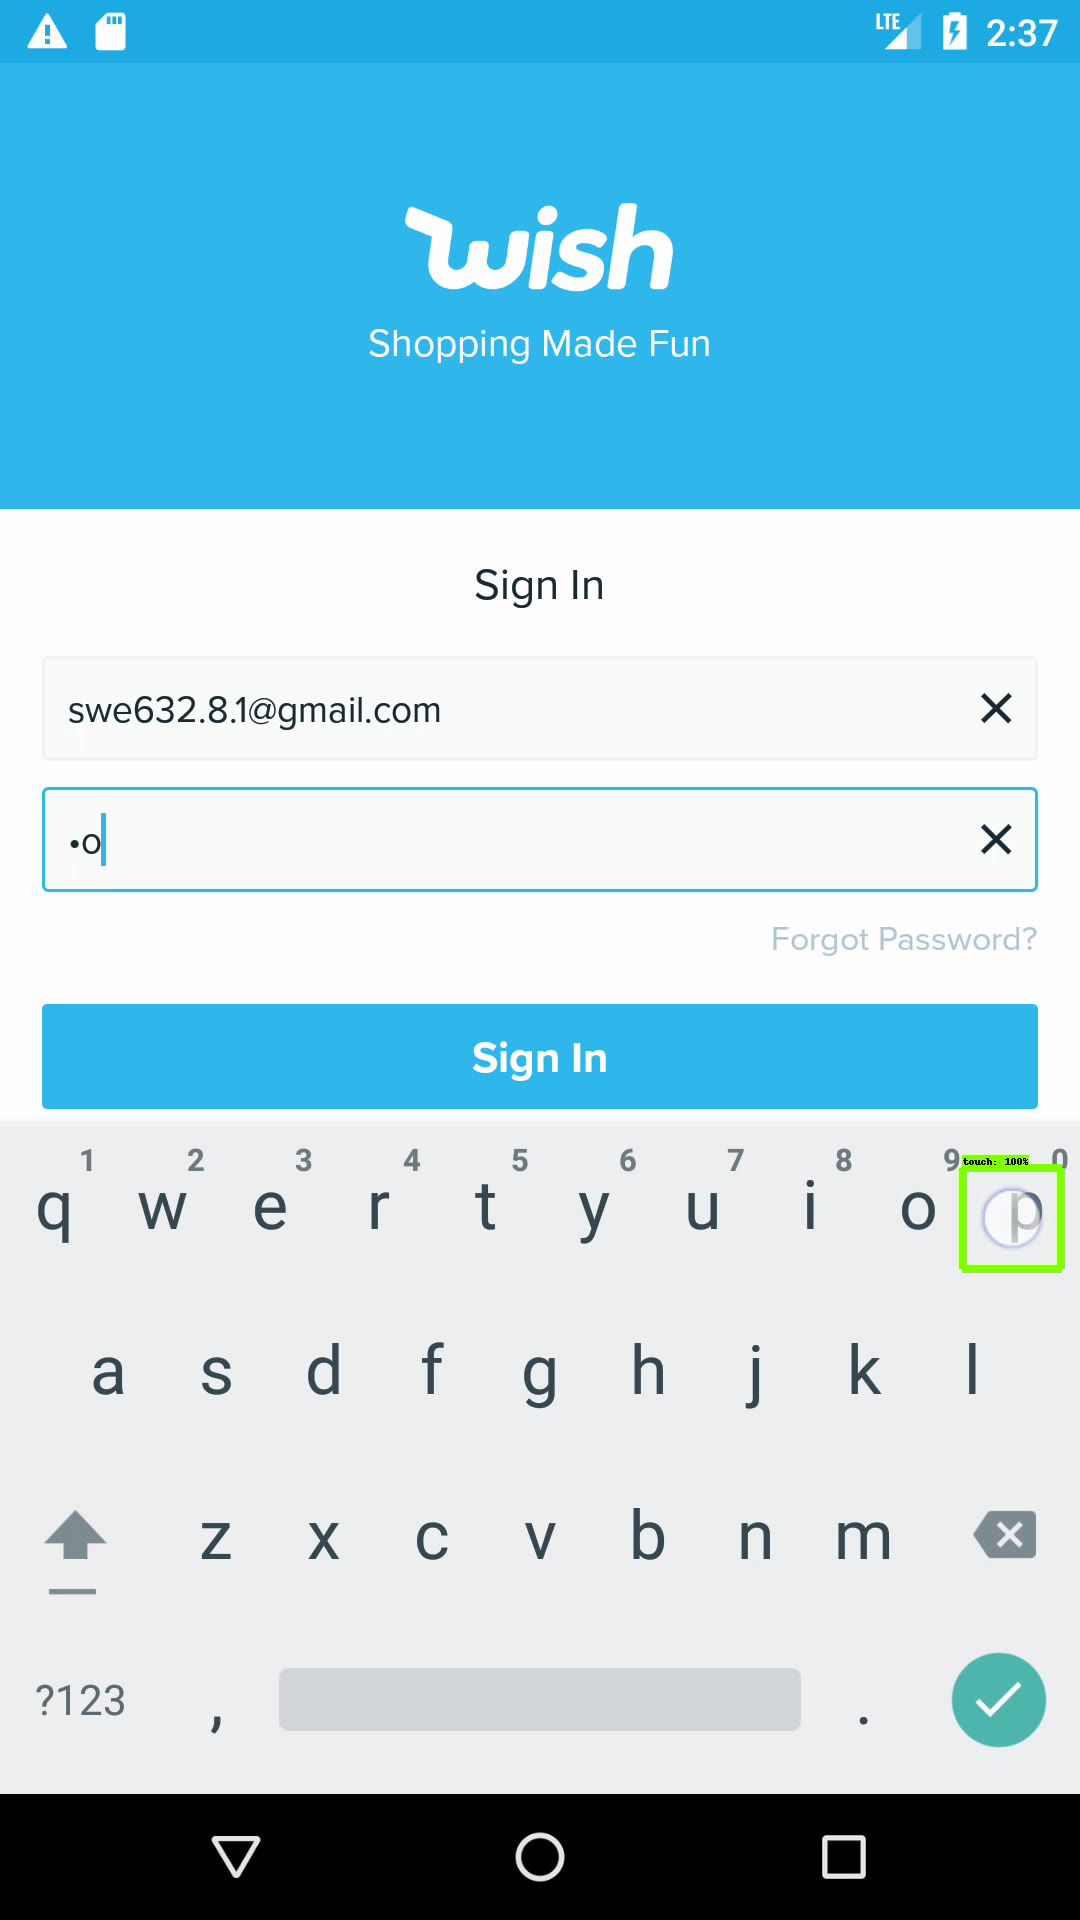 LTE 2:37
wish
Shopping Made Fun
Sign In
swe632.8.1@gmail.com
•o
Forgot Password?
Sign In
1 2 3 4 5 6 7 8 9 0
touch: 100%
q w e r t y u i o p
a s d f g h j k l
z x c v b n m
?123 , .